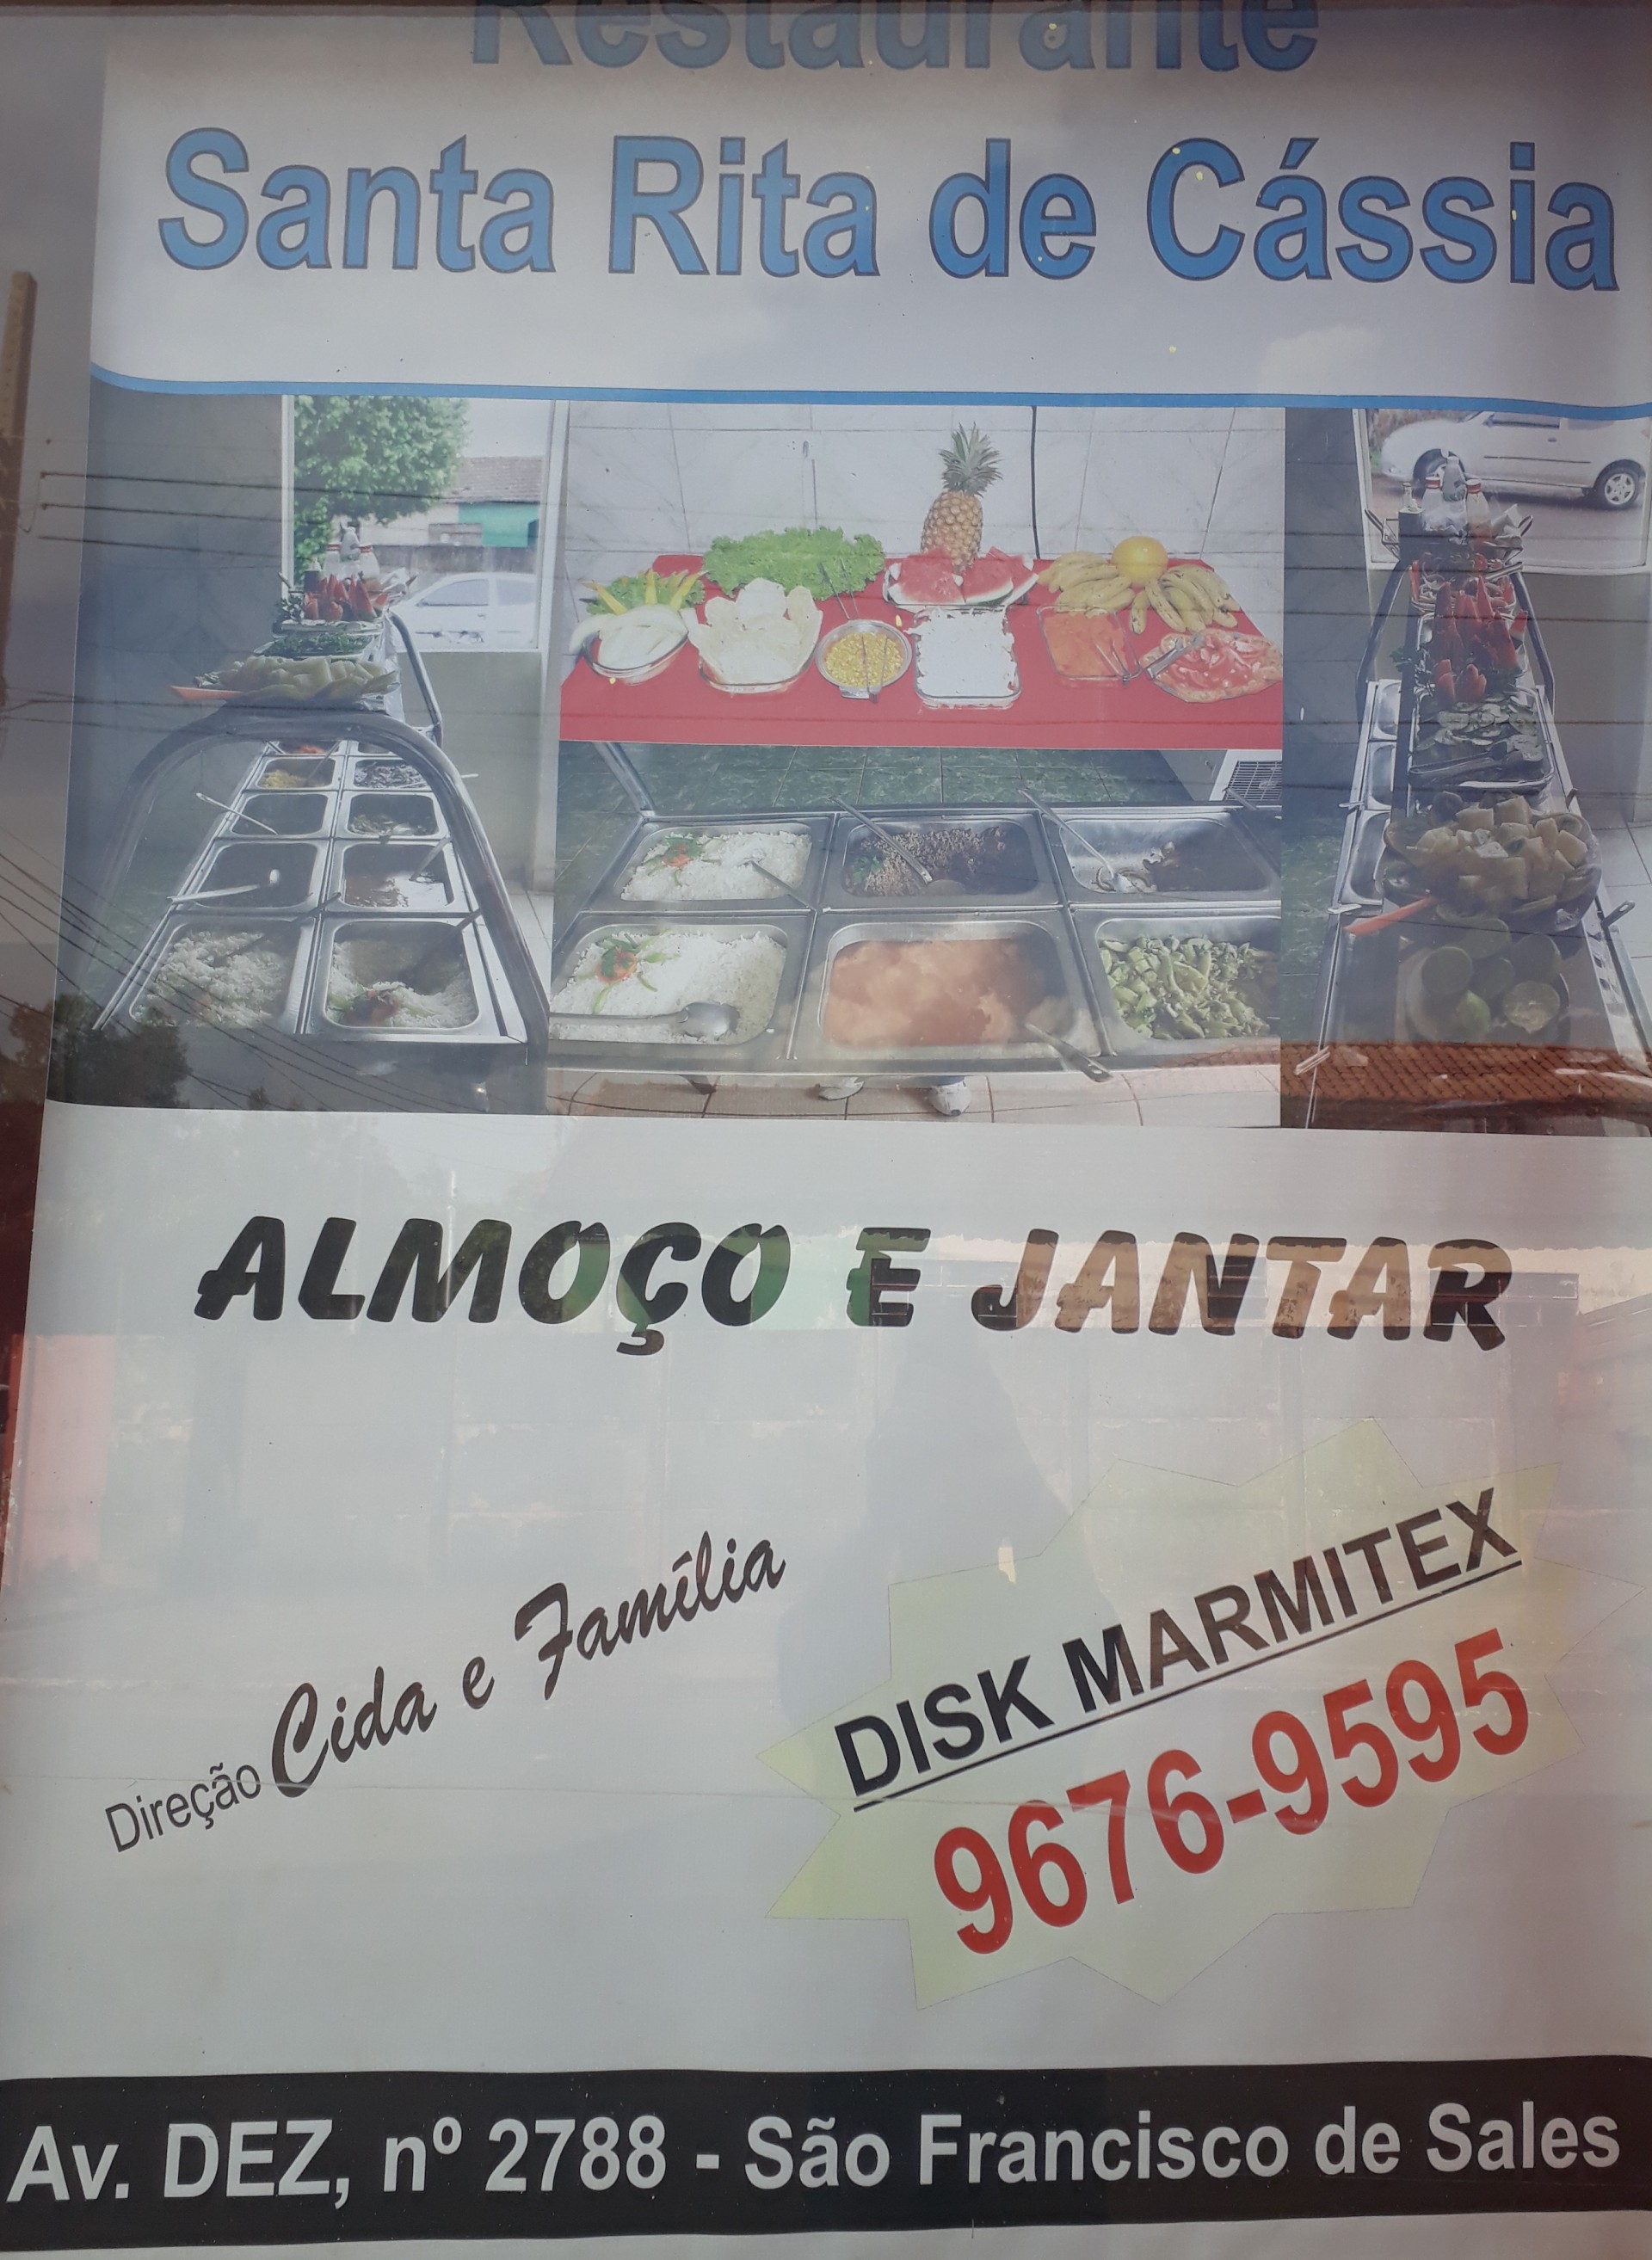 Restaurante
Santa Rita de Cássia
ALMOÇO E JANTAR
Direção Cida e Família
DISK MARMITEX
9676-9595
Av. DEZ, nº 2788 - São Francisco de Sales